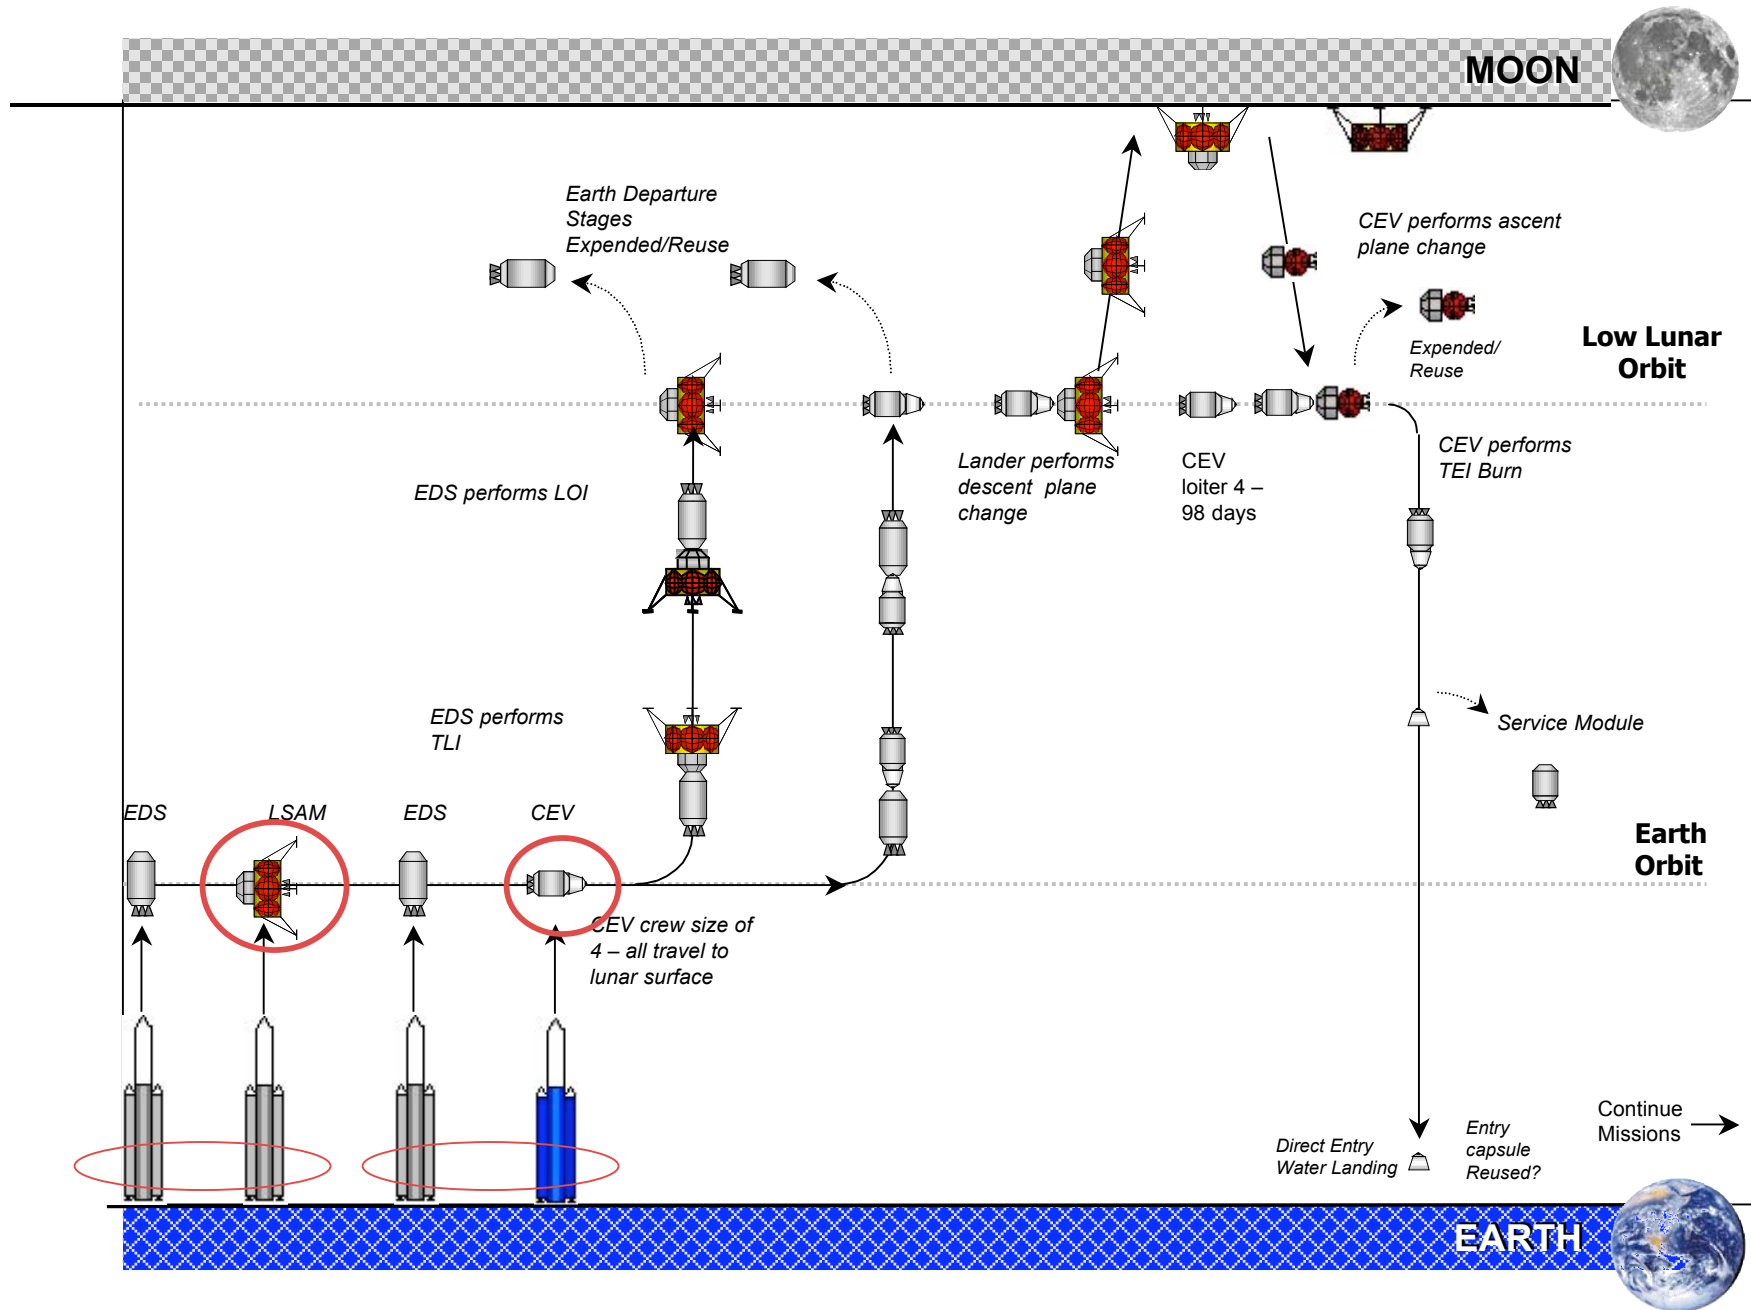 MOON
Earth Departure
Stages
Expended/Reuse
CEV performs ascent
plane change
Expended/
Reuse
Low Lunar
Orbit
CEV performs
TEI Burn
Lander performs
descent plane
change
CEV
loiter 4 –
98 days
EDS performs LOI
EDS performs
TLI
Service Module
EDS
LSAM
EDS
CEV
Earth
Orbit
CEV crew size of
4 – all travel to
lunar surface
Continue
Missions
Direct Entry
Water Landing
Entry
capsule
Reused?
EARTH